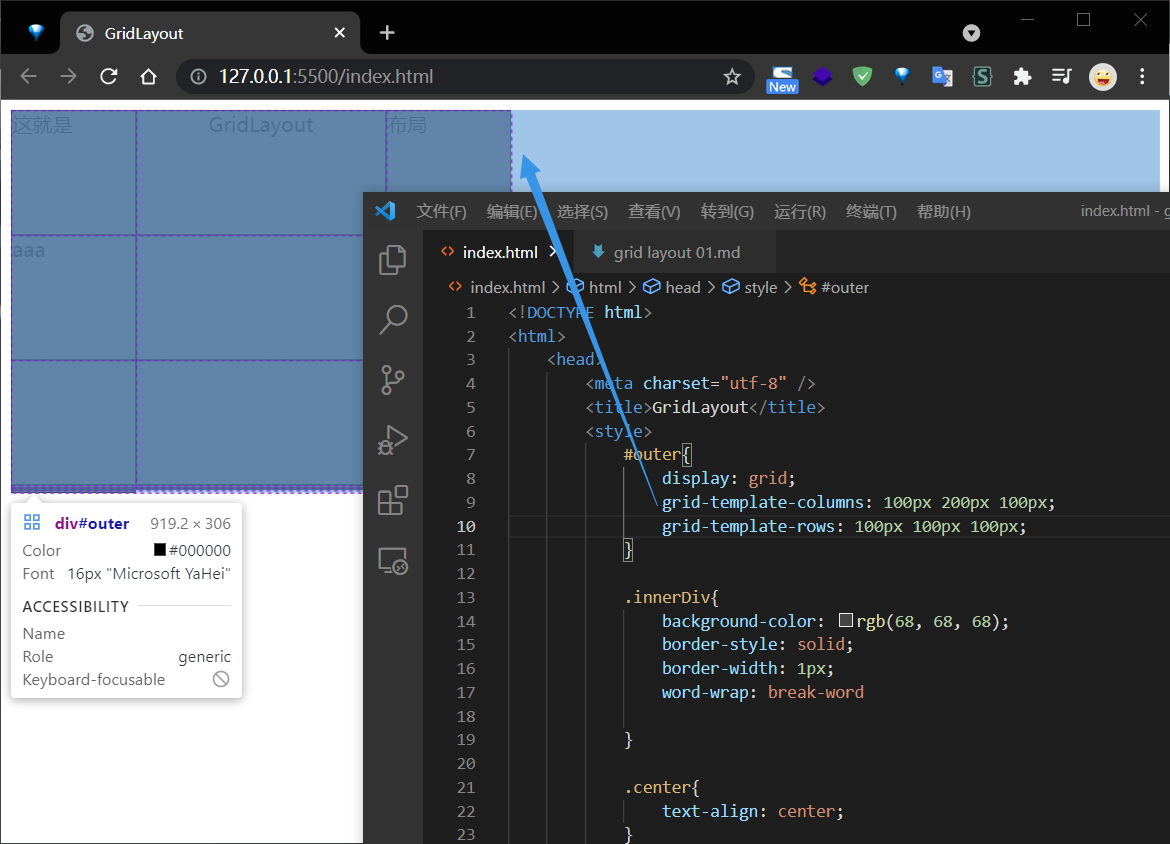 GridLayout
127.0.0.1:5500/index.html
New
这就是 GridLayout 布局
aaa
div#outer 919.2 × 306
Color #000000
Font 16px "Microsoft YaHei"
ACCESSIBILITY
Name
Role generic
Keyboard-focusable
文件(F) 编辑(E) 选择(S) 查看(V) 转到(G) 运行(R) 终端(T) 帮助(H) index.html - g
index.html grid layout 01.md
index.html > html > head > style > #outer
1 <!DOCTYPE html>
2 <html>
3 <head>
4 <meta charset="utf-8" />
5 <title>GridLayout</title>
6 <style>
7 #outer{
8 display: grid;
9 grid-template-columns: 100px 200px 100px;
10 grid-template-rows: 100px 100px 100px;
11 }
12
13 .innerDiv{
14 background-color: rgb(68, 68, 68);
15 border-style: solid;
16 border-width: 1px;
17 word-wrap: break-word
18
19 }
20
21 .center{
22 text-align: center;
23 }